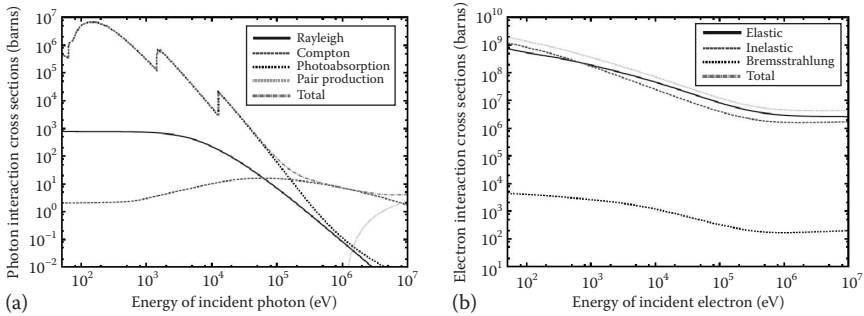 Photon interaction cross sections (barns)
10^7
10^6
10^5
10^4
10^3
10^2
10^1
10^0
10^−1
10^−2
Rayleigh
Compton
Photoabsorption
Pair production
Total
10^2 10^3 10^4 10^5 10^6 10^7
(a) Energy of incident photon (eV)
Electron interaction cross sections (barns)
10^10
10^9
10^8
10^7
10^6
10^5
10^4
10^3
10^2
10^1
Elastic
Inelastic
Bremsstrahlung
Total
10^2 10^3 10^4 10^5 10^6 10^7
(b) Energy of incident electron (eV)